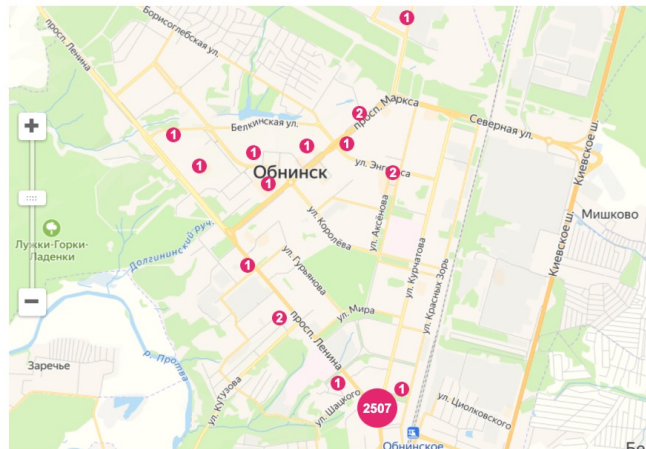 1
Борисоглебская ул.
просп. Ленина
2
просп. Маркса
Северная ул.
Киевское ш.
1
Белкинская ул.
1
1
1
1
ул. Энгельса
2
Обнинск
1
Мишково
ул. Аксёнова
ул. Королёва
Лужки-Горки-
Ладенки
Долгининский руч.
Киевское ш.
1
ул. Гурьянова
ул. Курчатова
ул. Красных Зорь
ул. Мира
2
просп. Ленина
Заречье
р. Протва
ул. Кутузова
1
1
ул. Шацкого
2507
ул. Циолковского
Обнинское